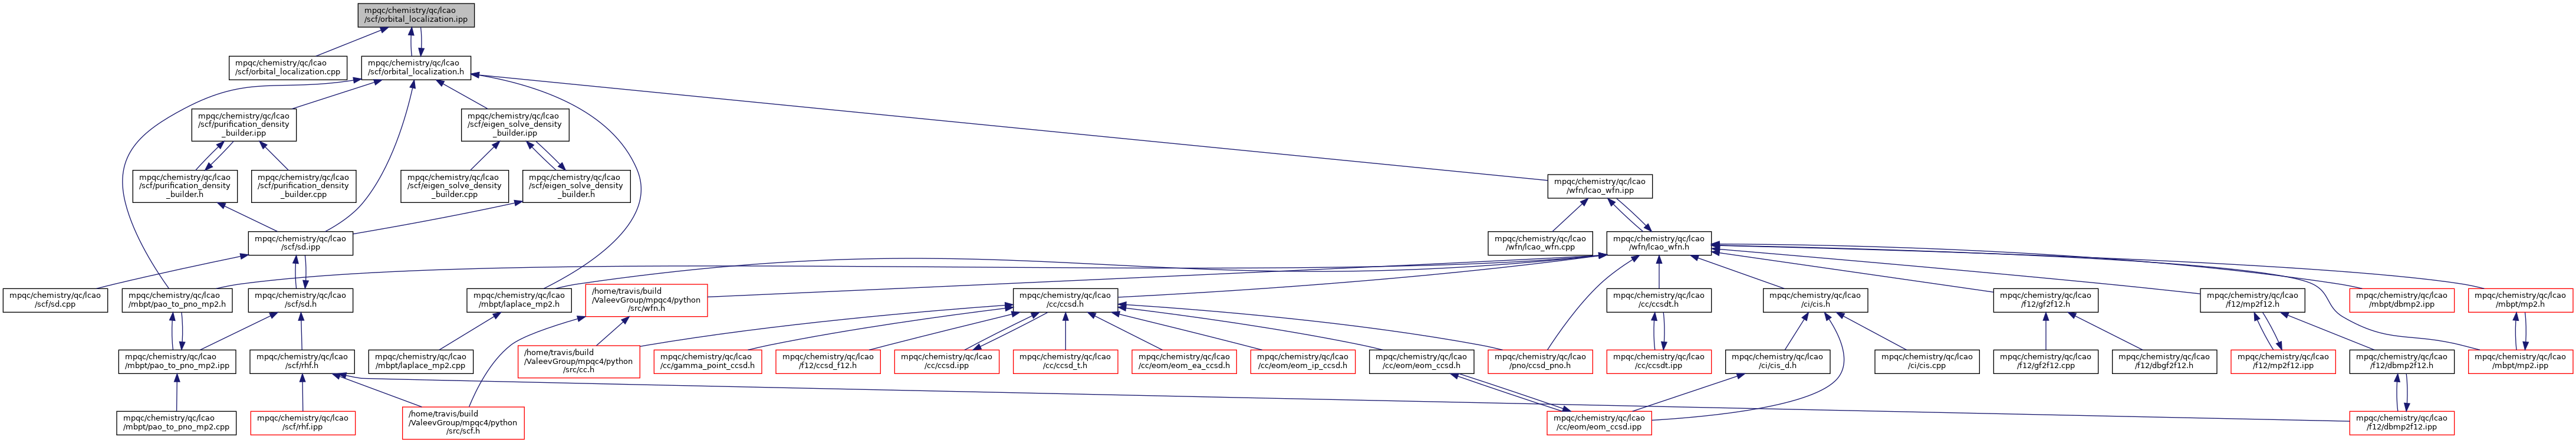 mpqc/chemistry/qc/lcao
/scf/orbital_localization.ipp
mpqc/chemistry/qc/lcao
/scf/orbital_localization.cpp
mpqc/chemistry/qc/lcao
/scf/orbital_localization.h
mpqc/chemistry/qc/lcao
/scf/purification_density
_builder.ipp
mpqc/chemistry/qc/lcao
/scf/eigen_solve_density
_builder.ipp
mpqc/chemistry/qc/lcao
/scf/purification_density
_builder.h
mpqc/chemistry/qc/lcao
/scf/purification_density
_builder.cpp
mpqc/chemistry/qc/lcao
/scf/eigen_solve_density
_builder.cpp
mpqc/chemistry/qc/lcao
/scf/eigen_solve_density
_builder.h
mpqc/chemistry/qc/lcao
/wfn/lcao_wfn.ipp
mpqc/chemistry/qc/lcao
/scf/sd.ipp
mpqc/chemistry/qc/lcao
/wfn/lcao_wfn.cpp
mpqc/chemistry/qc/lcao
/wfn/lcao_wfn.h
mpqc/chemistry/qc/lcao
/scf/sd.cpp
mpqc/chemistry/qc/lcao
/mbpt/pao_to_pno_mp2.h
mpqc/chemistry/qc/lcao
/scf/sd.h
mpqc/chemistry/qc/lcao
/mbpt/laplace_mp2.h
/home/travis/build
/ValeevGroup/mpqc4/python
/src/wfn.h
mpqc/chemistry/qc/lcao
/cc/ccsd.h
mpqc/chemistry/qc/lcao
/cc/ccsdt.h
mpqc/chemistry/qc/lcao
/ci/cis.h
mpqc/chemistry/qc/lcao
/f12/gf2f12.h
mpqc/chemistry/qc/lcao
/f12/mp2f12.h
mpqc/chemistry/qc/lcao
/mbpt/dbmp2.ipp
mpqc/chemistry/qc/lcao
/mbpt/mp2.h
mpqc/chemistry/qc/lcao
/mbpt/pao_to_pno_mp2.ipp
mpqc/chemistry/qc/lcao
/scf/rhf.h
mpqc/chemistry/qc/lcao
/mbpt/laplace_mp2.cpp
/home/travis/build
/ValeevGroup/mpqc4/python
/src/cc.h
mpqc/chemistry/qc/lcao
/cc/gamma_point_ccsd.h
mpqc/chemistry/qc/lcao
/f12/ccsd_f12.h
mpqc/chemistry/qc/lcao
/cc/ccsd.ipp
mpqc/chemistry/qc/lcao
/cc/ccsd_t.h
mpqc/chemistry/qc/lcao
/cc/eom/eom_ea_ccsd.h
mpqc/chemistry/qc/lcao
/cc/eom/eom_ip_ccsd.h
mpqc/chemistry/qc/lcao
/cc/eom/eom_ccsd.h
mpqc/chemistry/qc/lcao
/pno/ccsd_pno.h
mpqc/chemistry/qc/lcao
/cc/ccsdt.ipp
mpqc/chemistry/qc/lcao
/ci/cis_d.h
mpqc/chemistry/qc/lcao
/ci/cis.cpp
mpqc/chemistry/qc/lcao
/f12/gf2f12.cpp
mpqc/chemistry/qc/lcao
/f12/dbgf2f12.h
mpqc/chemistry/qc/lcao
/f12/mp2f12.ipp
mpqc/chemistry/qc/lcao
/f12/dbmp2f12.h
mpqc/chemistry/qc/lcao
/mbpt/mp2.ipp
mpqc/chemistry/qc/lcao
/mbpt/pao_to_pno_mp2.cpp
mpqc/chemistry/qc/lcao
/scf/rhf.ipp
/home/travis/build
/ValeevGroup/mpqc4/python
/src/scf.h
mpqc/chemistry/qc/lcao
/cc/eom/eom_ccsd.ipp
mpqc/chemistry/qc/lcao
/f12/dbmp2f12.ipp